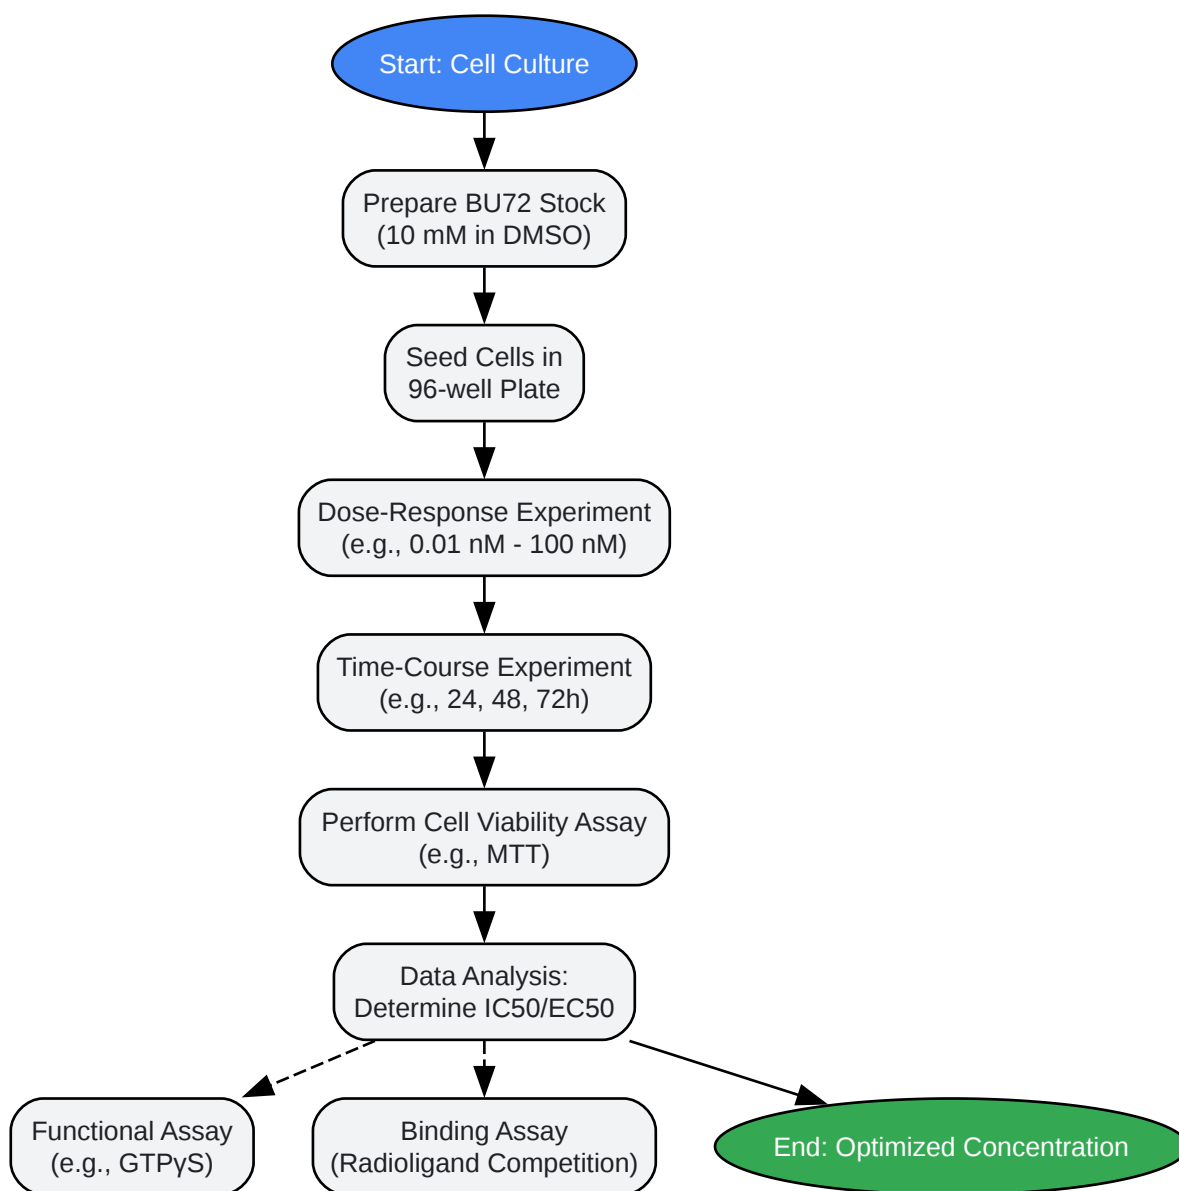 Start: Cell Culture
Prepare BU72 Stock
(10 mM in DMSO)
Seed Cells in
96-well Plate
Dose-Response Experiment
(e.g., 0.01 nM - 100 nM)
Time-Course Experiment
(e.g., 24, 48, 72h)
Perform Cell Viability Assay
(e.g., MTT)
Data Analysis:
Determine IC50/EC50
Functional Assay
(e.g., GTPγS)
Binding Assay
(Radioligand Competition)
End: Optimized Concentration